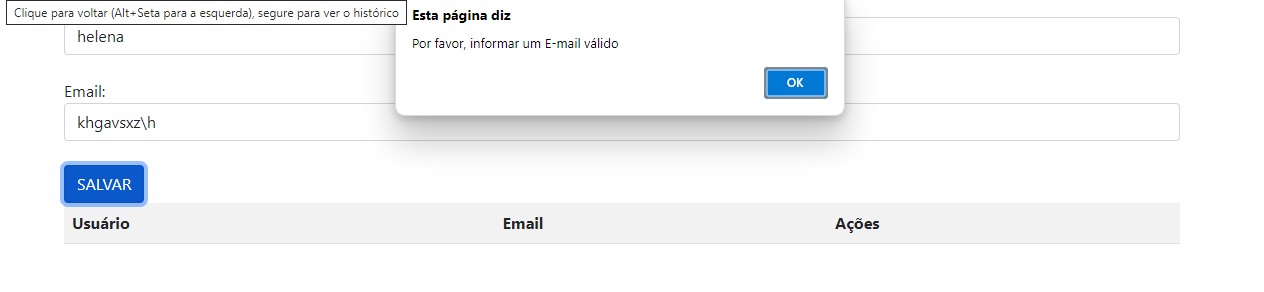 Clique para voltar (Alt+Seta para a esquerda), segure para ver o histórico
Esta página diz
Por favor, informar um E-mail válido
OK
helena
Email:
khgavsxz\h
SALVAR
Usuário Email Ações